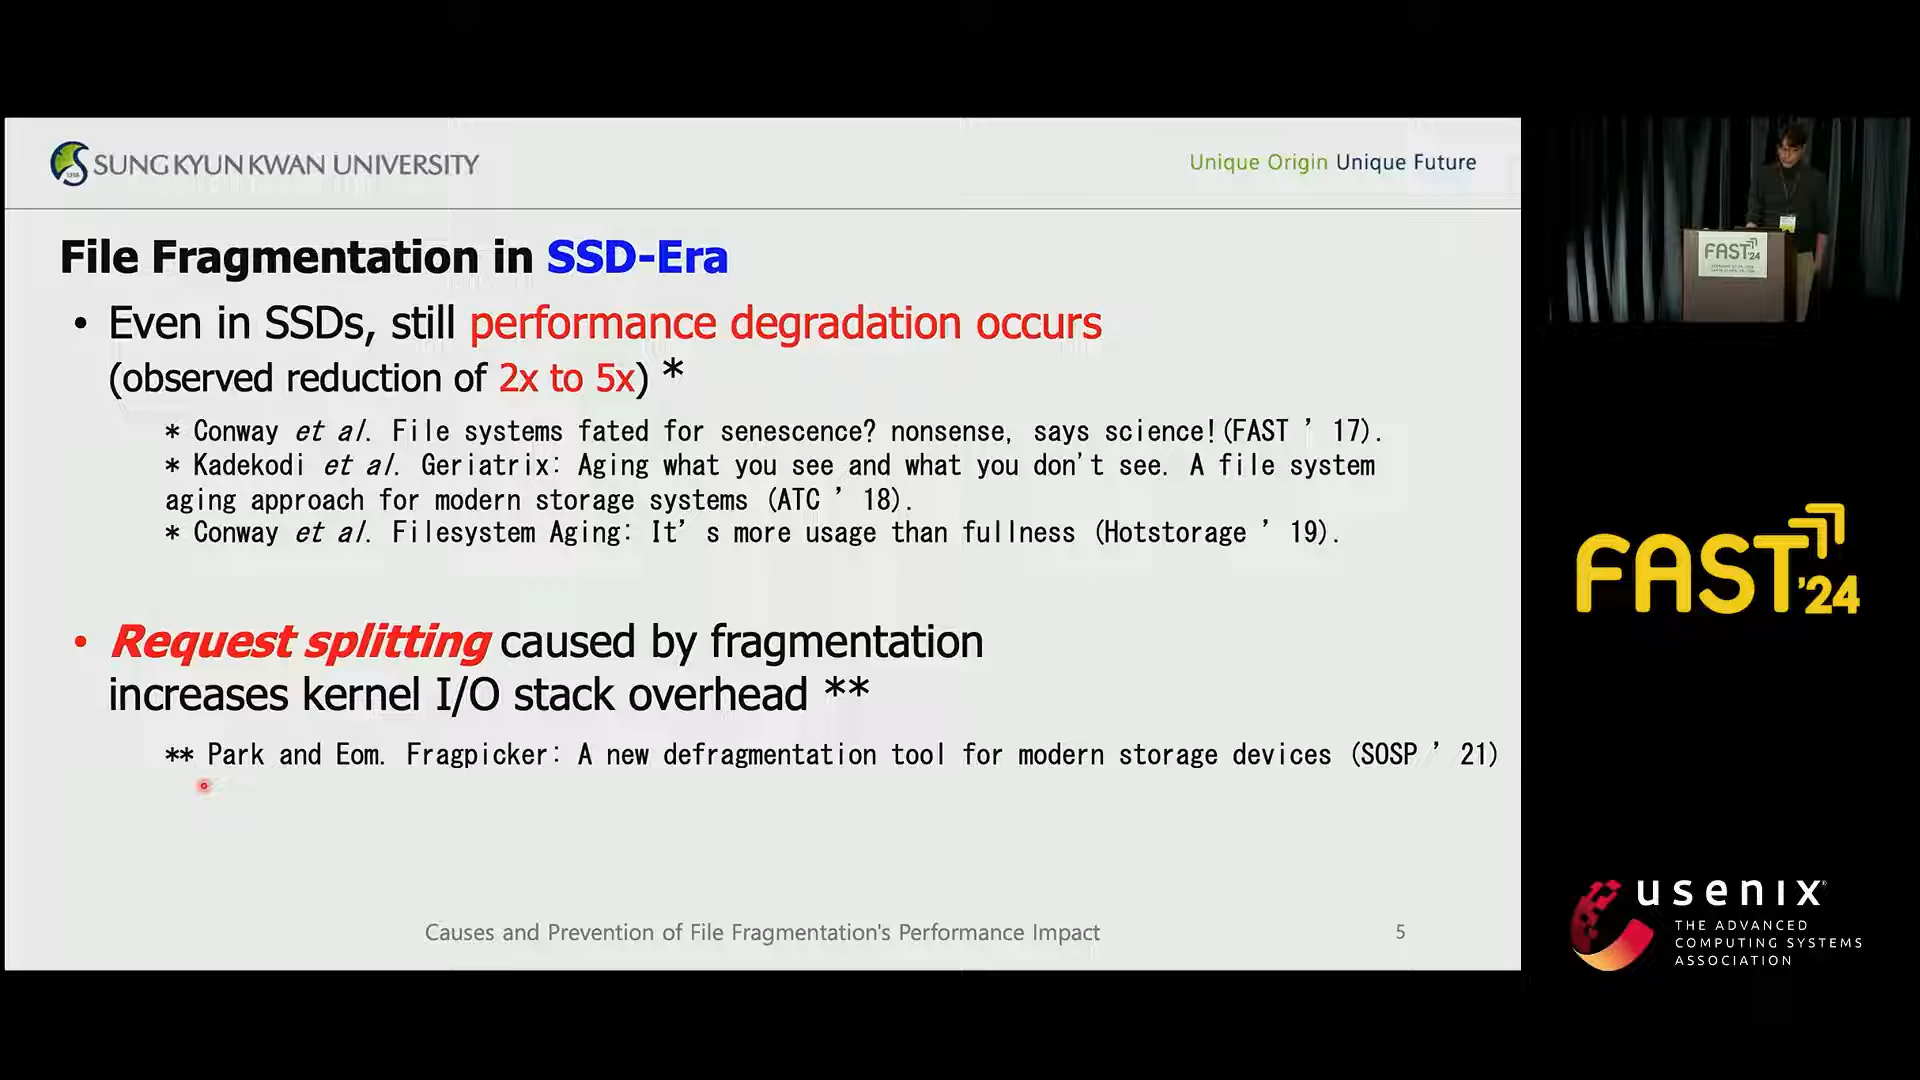 SUNG KYUN KWAN UNIVERSITY
Unique Origin Unique Future
File Fragmentation in SSD-Era
• Even in SSDs, still performance degradation occurs
(observed reduction of 2x to 5x) *
* Conway et al. File systems fated for senescence? nonsense, says science!(FAST ’ 17).
* Kadekodi et al. Geriatrix: Aging what you see and what you don't see. A file system
aging approach for modern storage systems (ATC ’ 18).
* Conway et al. Filesystem Aging: It’ s more usage than fullness (Hotstorage ’ 19).
• Request splitting caused by fragmentation
increases kernel I/O stack overhead **
** Park and Eom. Fragpicker: A new defragmentation tool for modern storage devices (SOSP ’ 21)
Causes and Prevention of File Fragmentation's Performance Impact
5
FAST'24
FAST'24
usenix
THE ADVANCED
COMPUTING SYSTEMS
ASSOCIATION